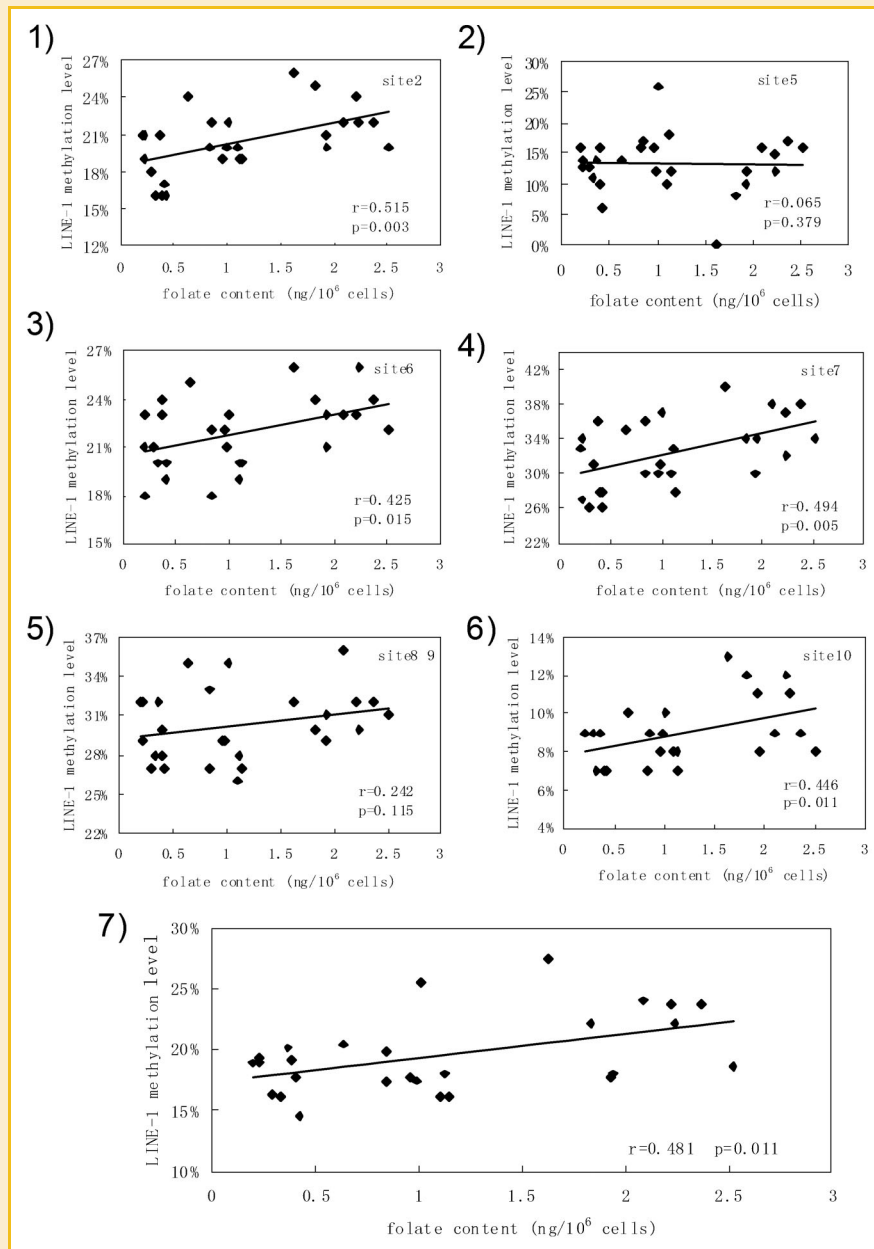 1)
LINE-1 methylation level
27%
24%
21%
18%
15%
12%
site2
r=0.515
p=0.003
0 0.5 1 1.5 2 2.5 3
folate content (ng/10⁶ cells)
2)
LINE-1 methylation level
30%
25%
20%
15%
10%
5%
0%
site5
r=0.065
p=0.379
0 0.5 1 1.5 2 2.5 3
folate content (ng/10⁶ cells)
3)
LINE-1 methylation level
27%
24%
21%
18%
15%
site6
r=0.425
p=0.015
0 0.5 1 1.5 2 2.5 3
folate content (ng/10⁶ cells)
4)
LINE-1 methylation level
42%
38%
34%
30%
26%
22%
site7
r=0.494
p=0.005
0 0.5 1 1.5 2 2.5 3
folate content (ng/10⁶ cells)
5)
LINE-1 methylation level
37%
34%
31%
28%
25%
22%
site8 9
r=0.242
p=0.115
0 0.5 1 1.5 2 2.5 3
folate content (ng/10⁶ cells)
6)
LINE-1 methylation level
14%
12%
10%
8%
6%
4%
site10
r=0.446
p=0.011
0 0.5 1 1.5 2 2.5 3
folate content (ng/10⁶ cells)
7)
LINE-1 methylation level
30%
25%
20%
15%
10%
r=0.481 p=0.011
0 0.5 1 1.5 2 2.5 3
folate content (ng/10⁶ cells)